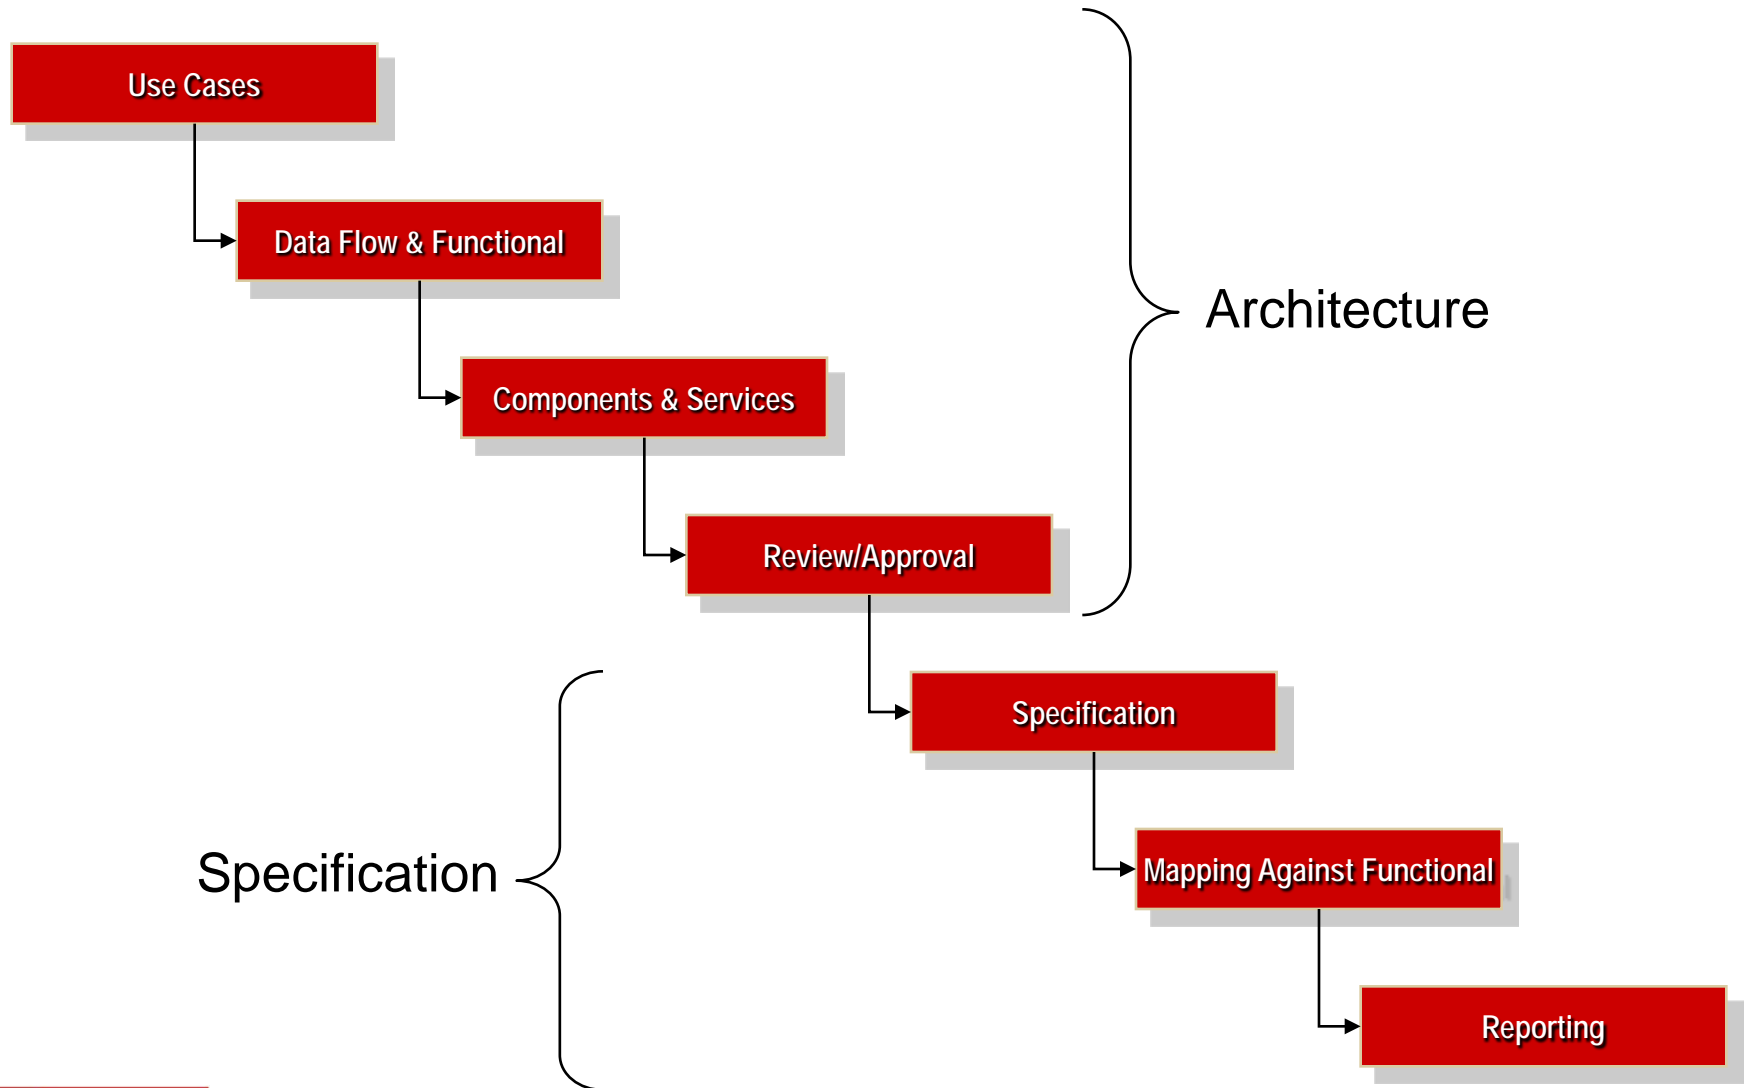 Use Cases
Data Flow & Functional
Architecture
Components & Services
Review/Approval
Specification
Specification
Mapping Against Functional
Reporting